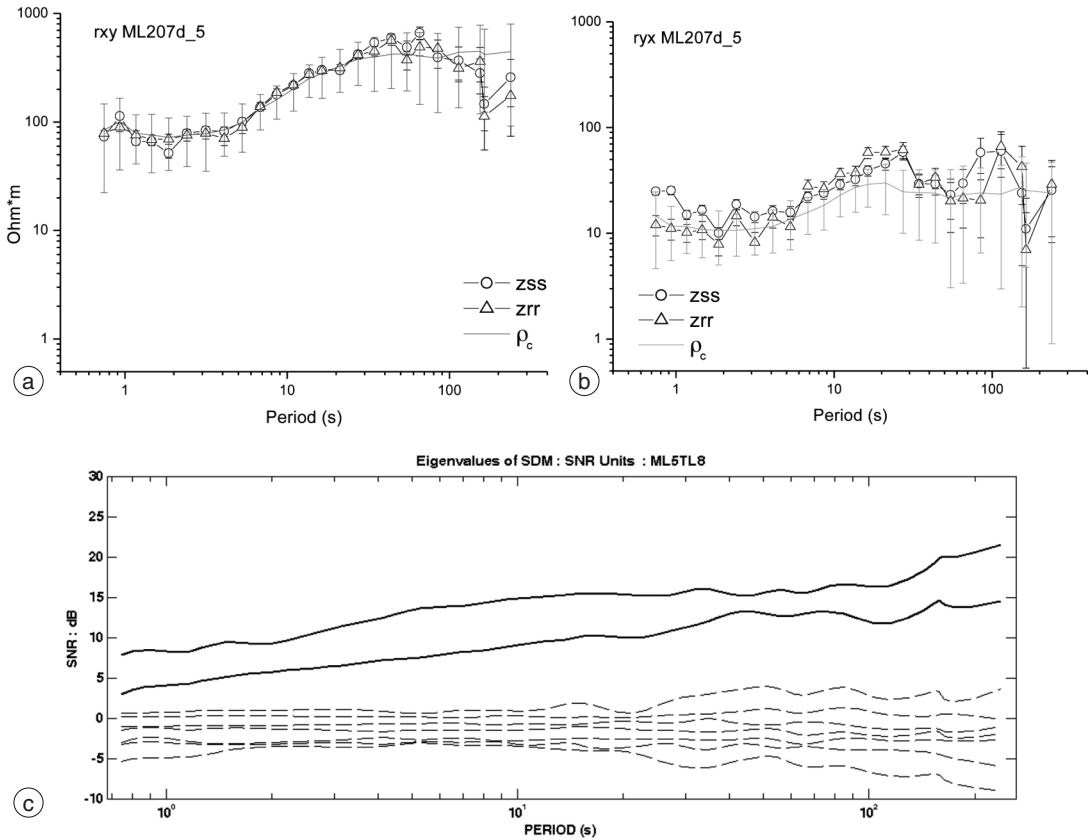 a
rxy ML207d_5
1000
100
10
1
Ohm*m
zss
zrr
ρc
1
10
100
Period (s)
b
ryx ML207d_5
1000
100
10
1
zss
zrr
ρc
1
10
100
Period (s)
c
Eigenvalues of SDM : SNR Units : ML5TL8
30
25
20
15
10
5
0
-5
-10
SNR : dB
10^0
10^1
10^2
PERIOD (s)